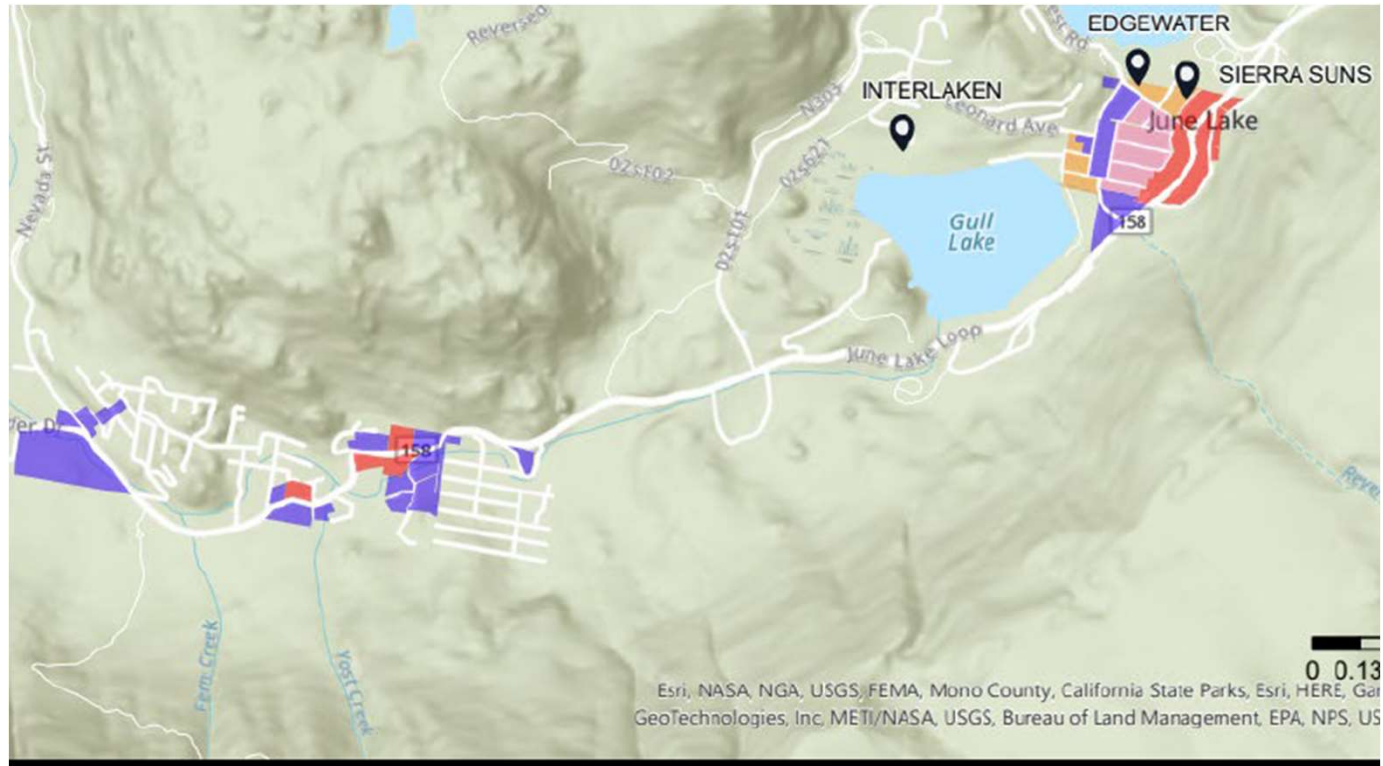 EDGEWATER
Reversed
SIERRA SUNS
INTERLAKEN
N303
Leonard Ave
June Lake
02S102
Nevada St
Gull
Lake
158
02S101
June Lake Loop
158
Fern Creek
Yost Creek
0 0.13
Esri, NASA, NGA, USGS, FEMA, Mono County, California State Parks, Esri, HERE, Gar
GeoTechnologies, Inc, METI/NASA, USGS, Bureau of Land Management, EPA, NPS, US